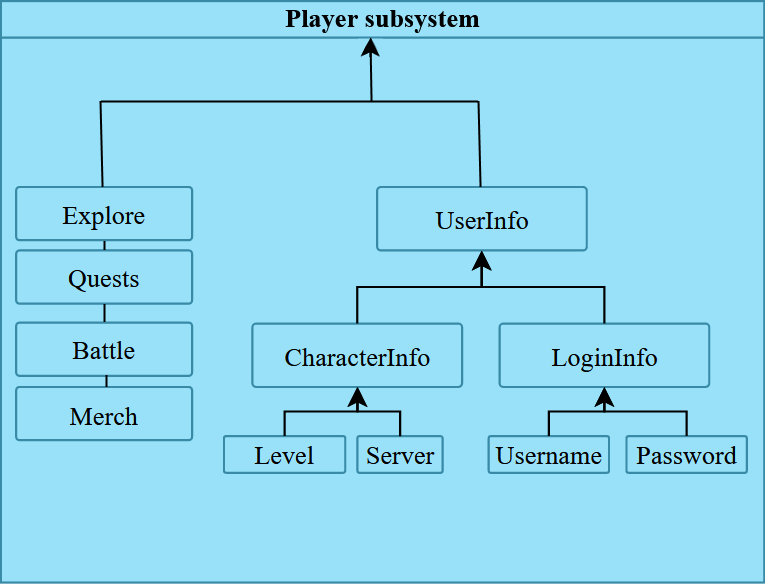 Player subsystem
Explore
UserInfo
Quests
Battle
CharacterInfo
LoginInfo
Merch
Level
Server
Username
Password